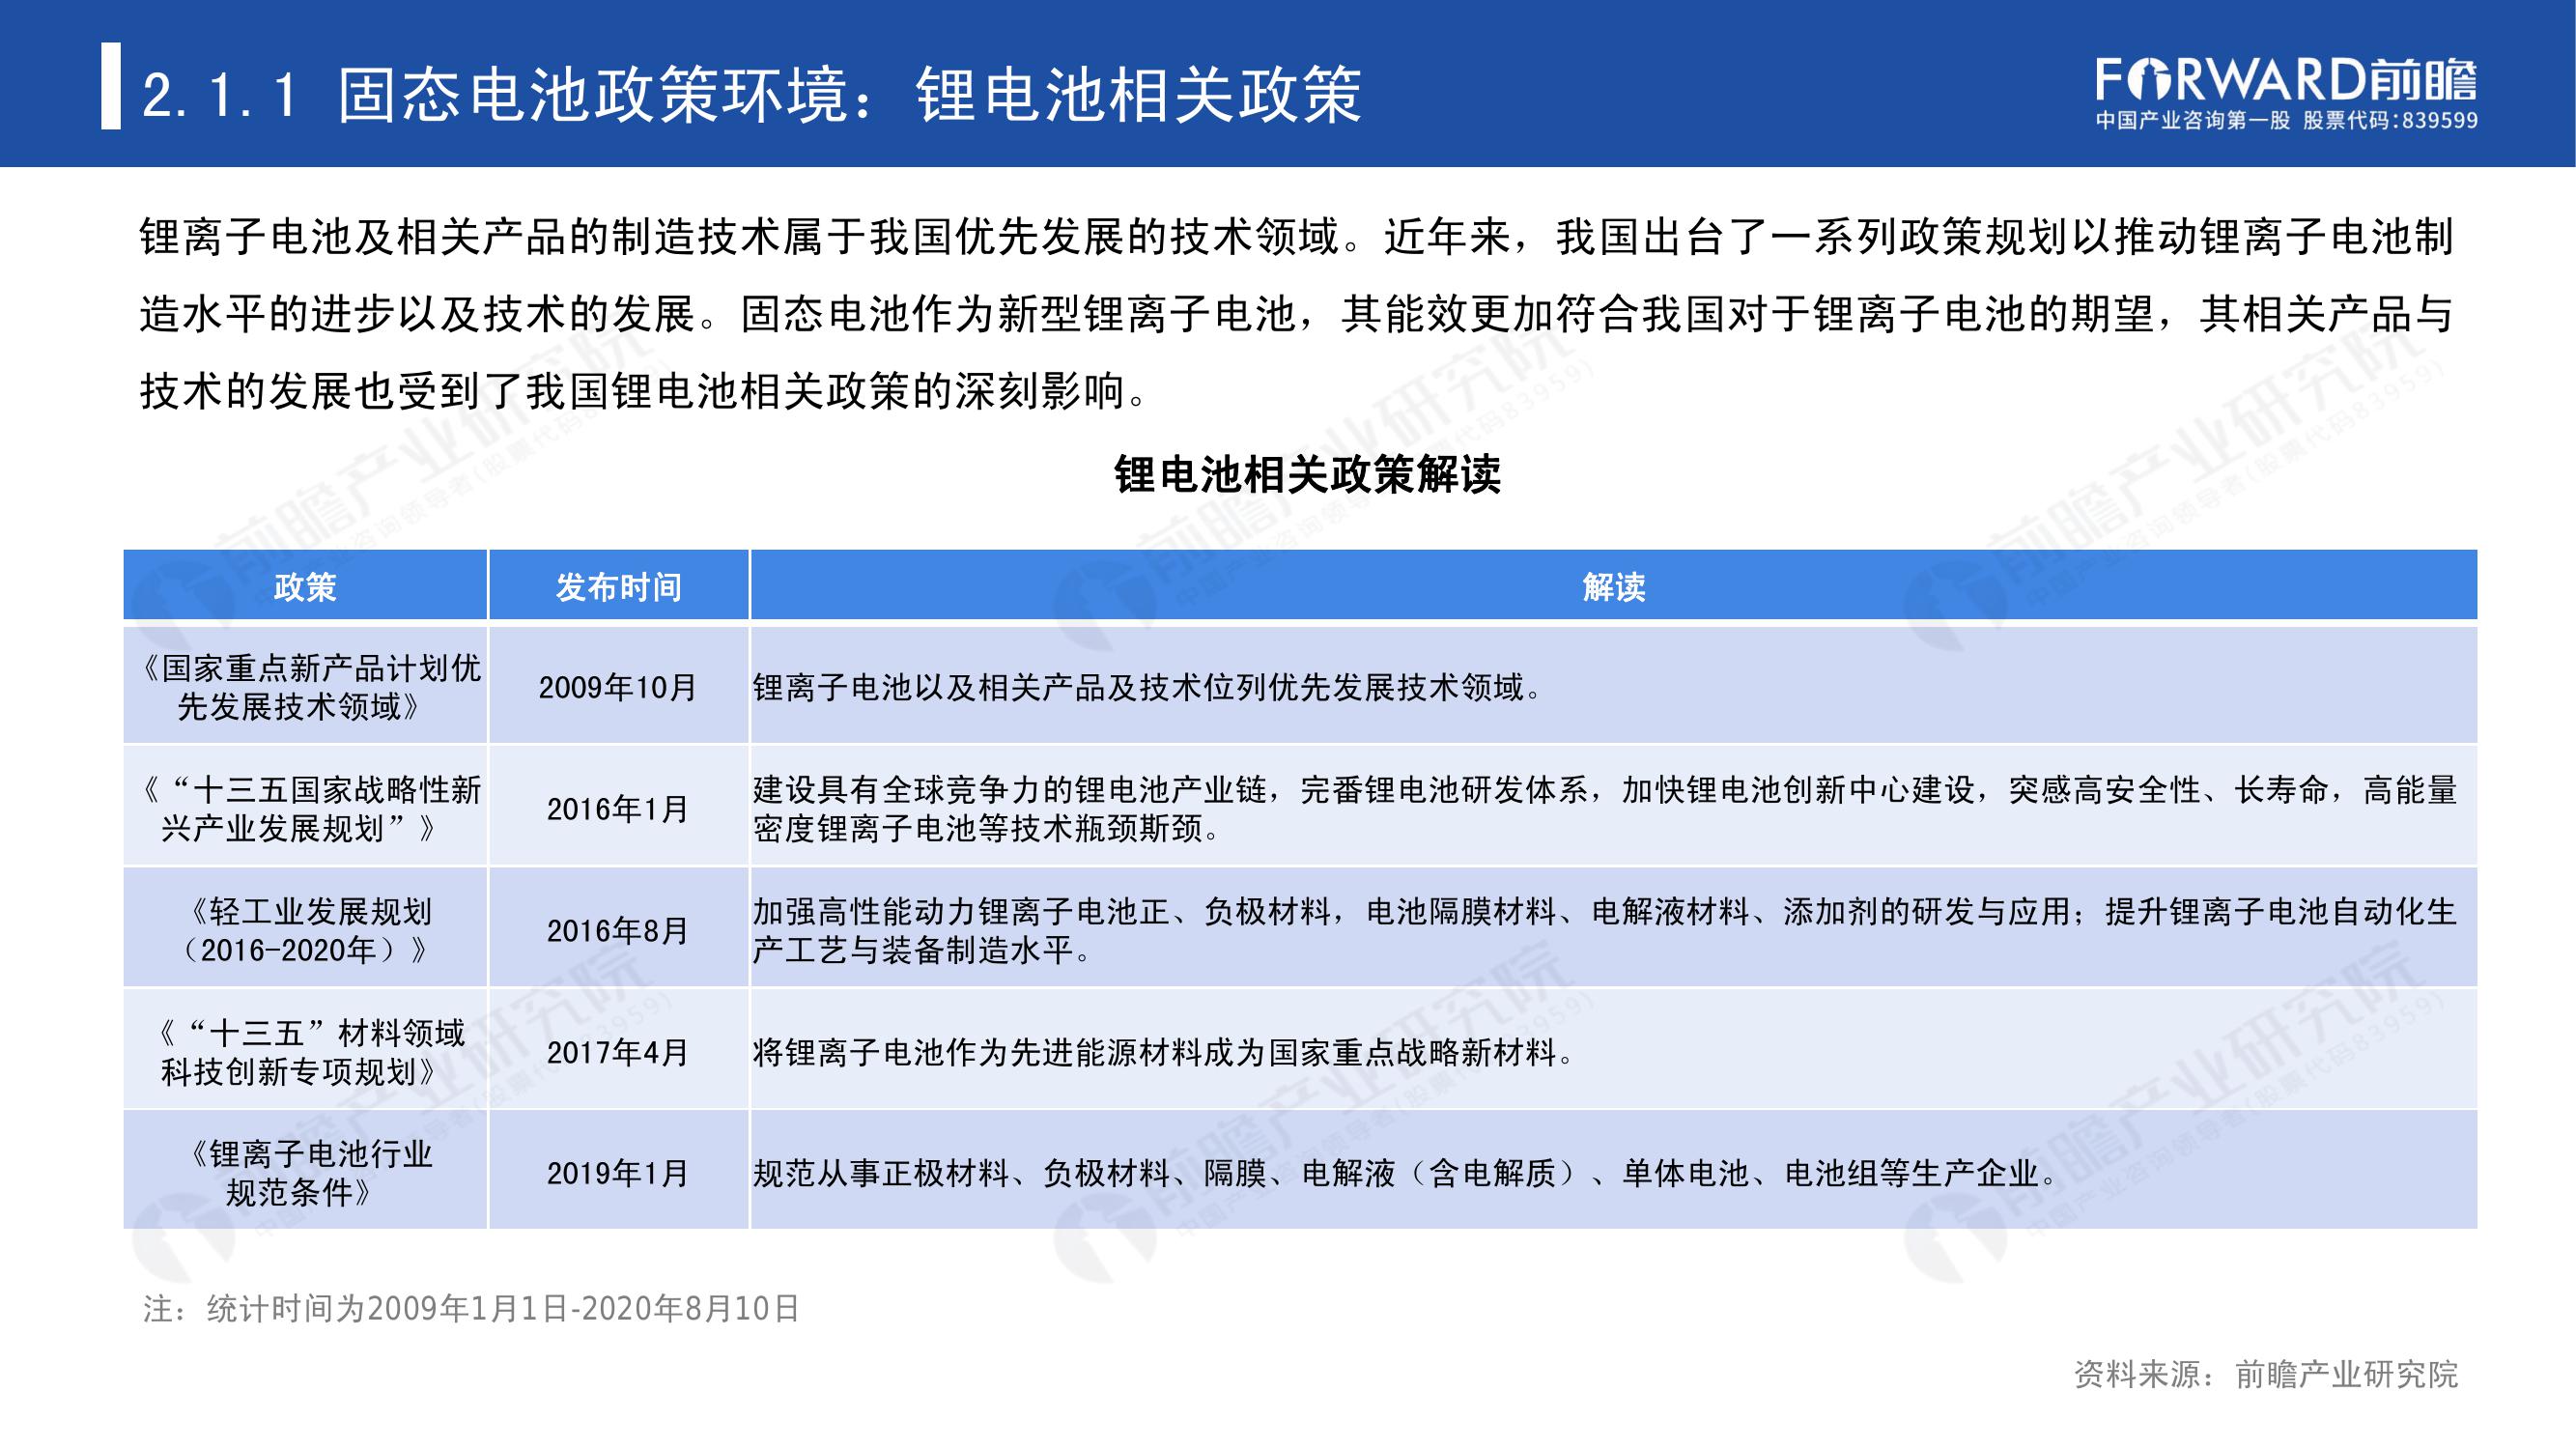 2.1.1 固态电池政策环境：锂电池相关政策
FORWARD前瞻
中国产业咨询第一股 股票代码:839599
锂离子电池及相关产品的制造技术属于我国优先发展的技术领域。近年来，我国出台了一系列政策规划以推动锂离子电池制
造水平的进步以及技术的发展。固态电池作为新型锂离子电池，其能效更加符合我国对于锂离子电池的期望，其相关产品与
技术的发展也受到了我国锂电池相关政策的深刻影响。
锂电池相关政策解读
政策 发布时间 解读
《国家重点新产品计划优
先发展技术领域》
2009年10月
锂离子电池以及相关产品及技术位列优先发展技术领域。
《“十三五国家战略性新
兴产业发展规划”》
2016年1月
建设具有全球竞争力的锂电池产业链，完番锂电池研发体系，加快锂电池创新中心建设，突感高安全性、长寿命，高能量
密度锂离子电池等技术瓶颈斯颈。
《轻工业发展规划
（2016-2020年）》
2016年8月
加强高性能动力锂离子电池正、负极材料，电池隔膜材料、电解液材料、添加剂的研发与应用；提升锂离子电池自动化生
产工艺与装备制造水平。
《“十三五”材料领域
科技创新专项规划》
2017年4月
将锂离子电池作为先进能源材料成为国家重点战略新材料。
《锂离子电池行业
规范条件》
2019年1月
规范从事正极材料、负极材料、隔膜、电解液（含电解质）、单体电池、电池组等生产企业。
注：统计时间为2009年1月1日-2020年8月10日
资料来源：前瞻产业研究院
前瞻产业研究院
中国产业咨询领导者(股票代码83959)